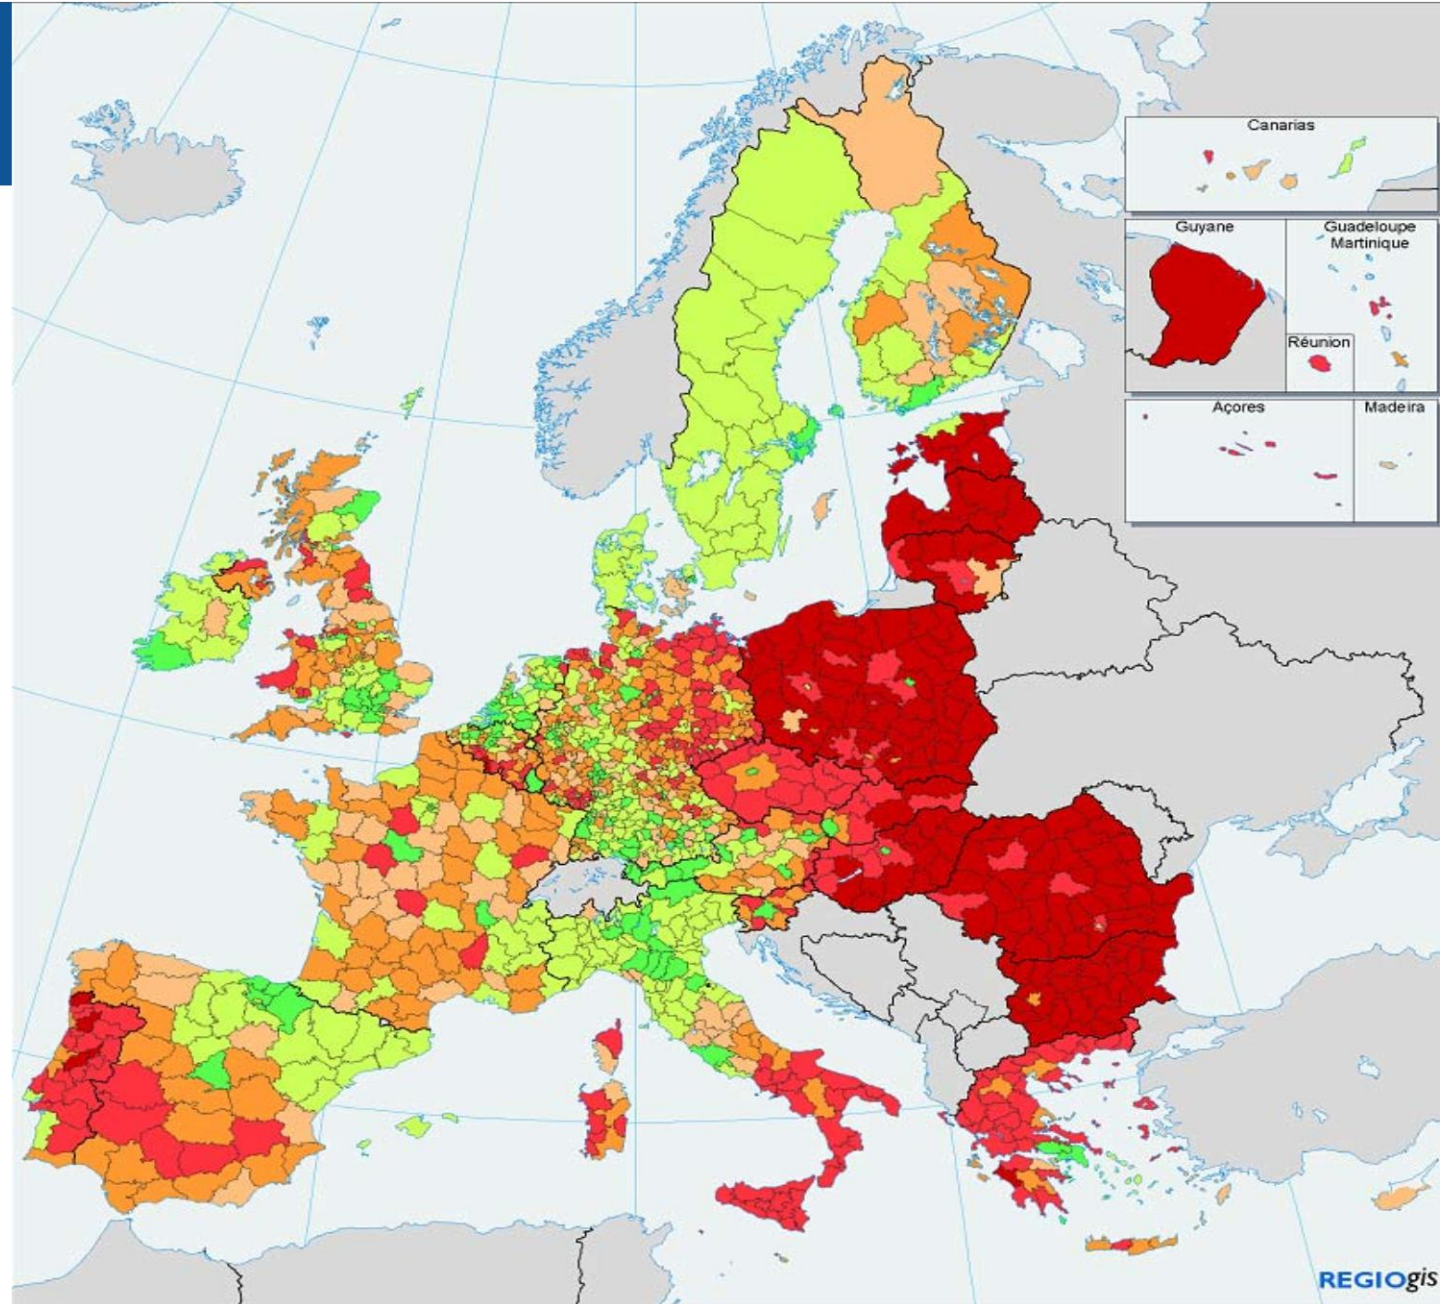 Canarias
Guyane
Guadeloupe
Martinique
Réunion
Açores
Madeira
REGIOgis